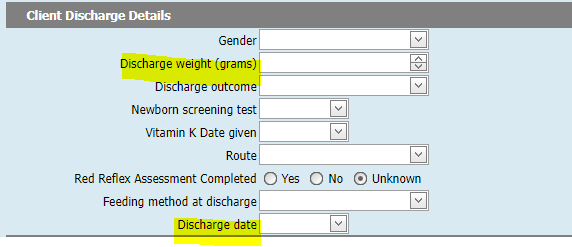 Client Discharge Details
Gender
Discharge weight (grams)
Discharge outcome
Newborn screening test
Vitamin K Date given
Route
Red Reflex Assessment Completed Yes No Unknown
Feeding method at discharge
Discharge date